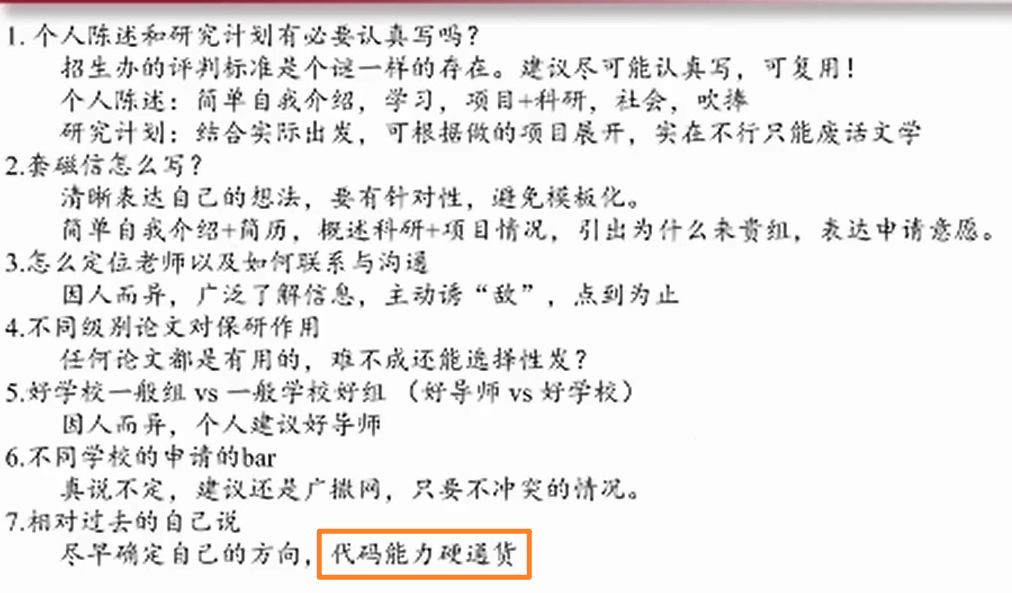 1. 个人陈述和研究计划有必要认真写吗？
招生办的评判标准是个谜一样的存在。建议尽可能认真写，可复用！
个人陈述：简单自我介绍，学习，项目+科研，社会，吹捧
研究计划：结合实际出发，可根据做的项目展开，实在不行只能废话文学
2.套磁信怎么写？
清晰表达自己的想法，要有针对性，避免模板化。
简单自我介绍+简历，概述科研+项目情况，引出为什么来贵组，表达申请意愿。
3.怎么定位老师以及如何联系与沟通
因人而异，广泛了解信息，主动诱“敌”，点到为止
4.不同级别论文对保研作用
任何论文都是有用的，难不成还能选择性发？
5.好学校一般组 vs 一般学校好组 （好导师 vs 好学校）
因人而异，个人建议好导师
6.不同学校的申请的bar
真说不定，建议还是广撒网，只要不冲突的情况。
7.相对过去的自己说
尽早确定自己的方向，代码能力硬通货